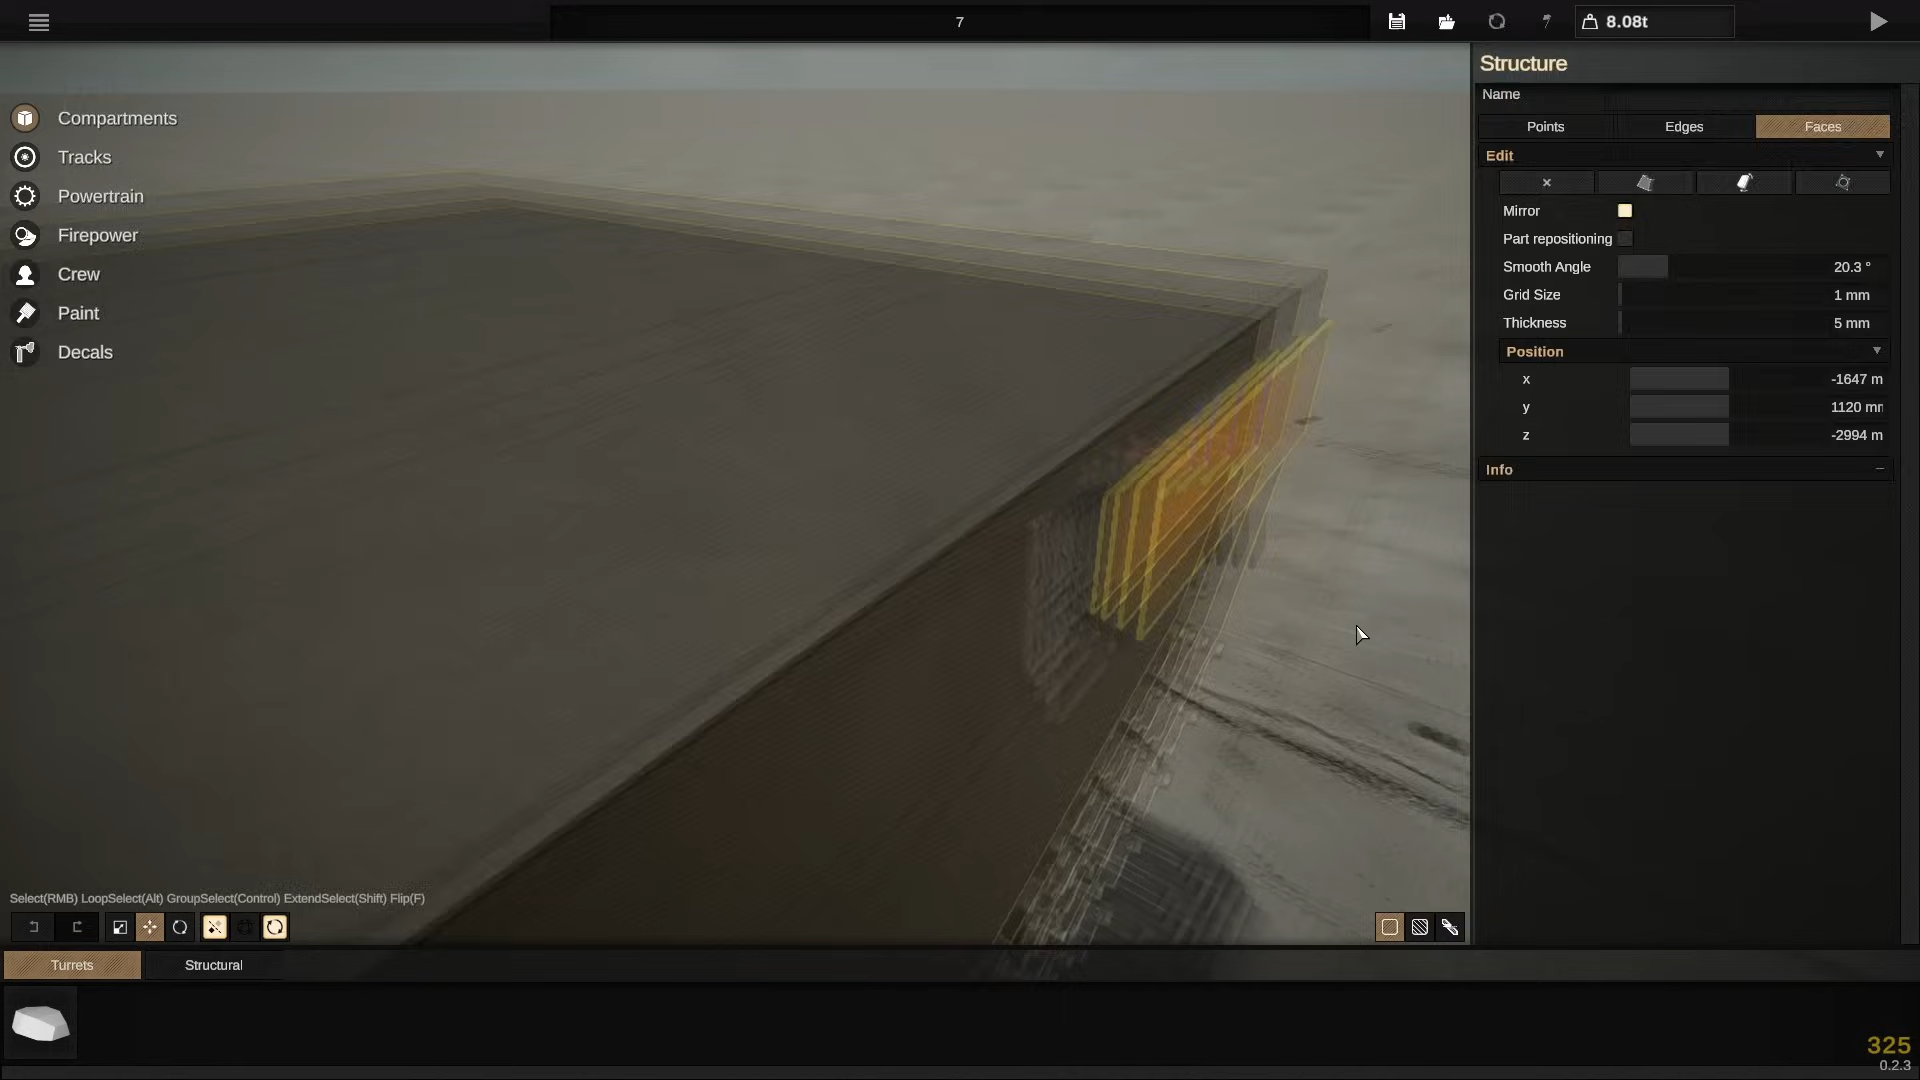 7
8.08t
Compartments
Tracks
Powertrain
Firepower
Crew
Paint
Decals
Structure
Name
Points Edges Faces
Edit
Mirror
Part repositioning
Smooth Angle 20.3 °
Grid Size 1 mm
Thickness 5 mm
Position
x -1647 m
y 1120 mm
z -2994 m
Info
Select(RMB) LoopSelect(Alt) GroupSelect(Control) ExtendSelect(Shift) Flip(F)
Turrets Structural
325
0.2.3